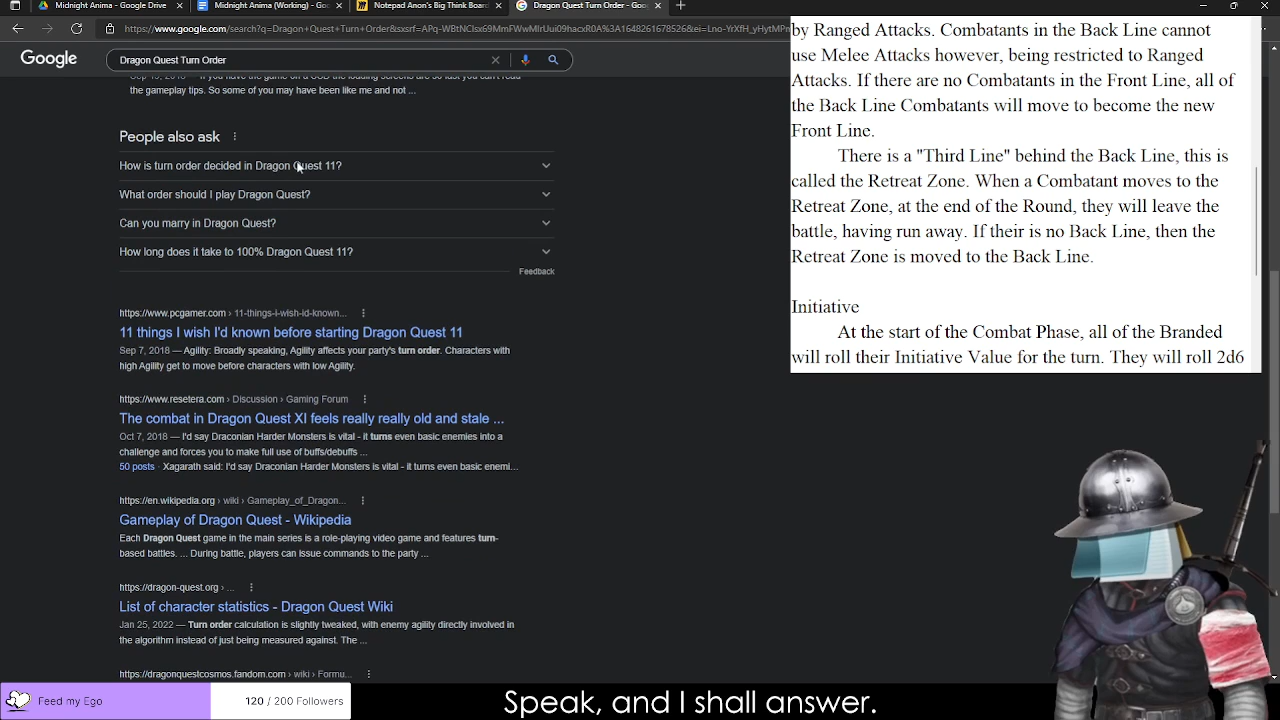 Midnight Anima - Google Drive
Midnight Anima (Working) - Go
Notepad Anon's Big Think Board
Dragon Quest Turn Order - Goo
Google
Dragon Quest Turn Order
the gameplay tips. So some of you may have been like me and not ...
People also ask
How is turn order decided in Dragon Quest 11?
What order should I play Dragon Quest?
Can you marry in Dragon Quest?
How long does it take to 100% Dragon Quest 11?
Feedback
https://www.pcgamer.com › 11-things-i-wish-id-known...
11 things I wish I'd known before starting Dragon Quest 11
Sep 7, 2018 — Agility: Broadly speaking, Agility affects your party's turn order. Characters with
high Agility get to move before characters with low Agility.
https://www.resetera.com › Discussion › Gaming Forum
The combat in Dragon Quest XI feels really really old and stale ...
Oct 7, 2018 — I'd say Draconian Harder Monsters is vital - it turns even basic enemies into a
challenge and forces you to make full use of buffs/debuffs ...
50 posts · Xagarath said: I'd say Draconian Harder Monsters is vital - it turns even basic enemi...
https://en.wikipedia.org › wiki › Gameplay_of_Dragon...
Gameplay of Dragon Quest - Wikipedia
Each Dragon Quest game in the main series is a role-playing video game and features turn-
based battles. ... During battle, players can issue commands to the party ...
https://dragon-quest.org › ...
List of character statistics - Dragon Quest Wiki
Jan 25, 2022 — Turn order calculation is slightly tweaked, with enemy agility directly involved in
the algorithm instead of just being measured against. The ...
https://dragonquestcosmos.fandom.com › wiki › Formu...
by Ranged Attacks. Combatants in the Back Line cannot
use Melee Attacks however, being restricted to Ranged
Attacks. If there are no Combatants in the Front Line, all of
the Back Line Combatants will move to become the new
Front Line.
There is a "Third Line" behind the Back Line, this is
called the Retreat Zone. When a Combatant moves to the
Retreat Zone, at the end of the Round, they will leave the
battle, having run away. If their is no Back Line, then the
Retreat Zone is moved to the Back Line.
Initiative
At the start of the Combat Phase, all of the Branded
will roll their Initiative Value for the turn. They will roll 2d6
Feed my Ego
120 / 200 Followers
Speak, and I shall answer.